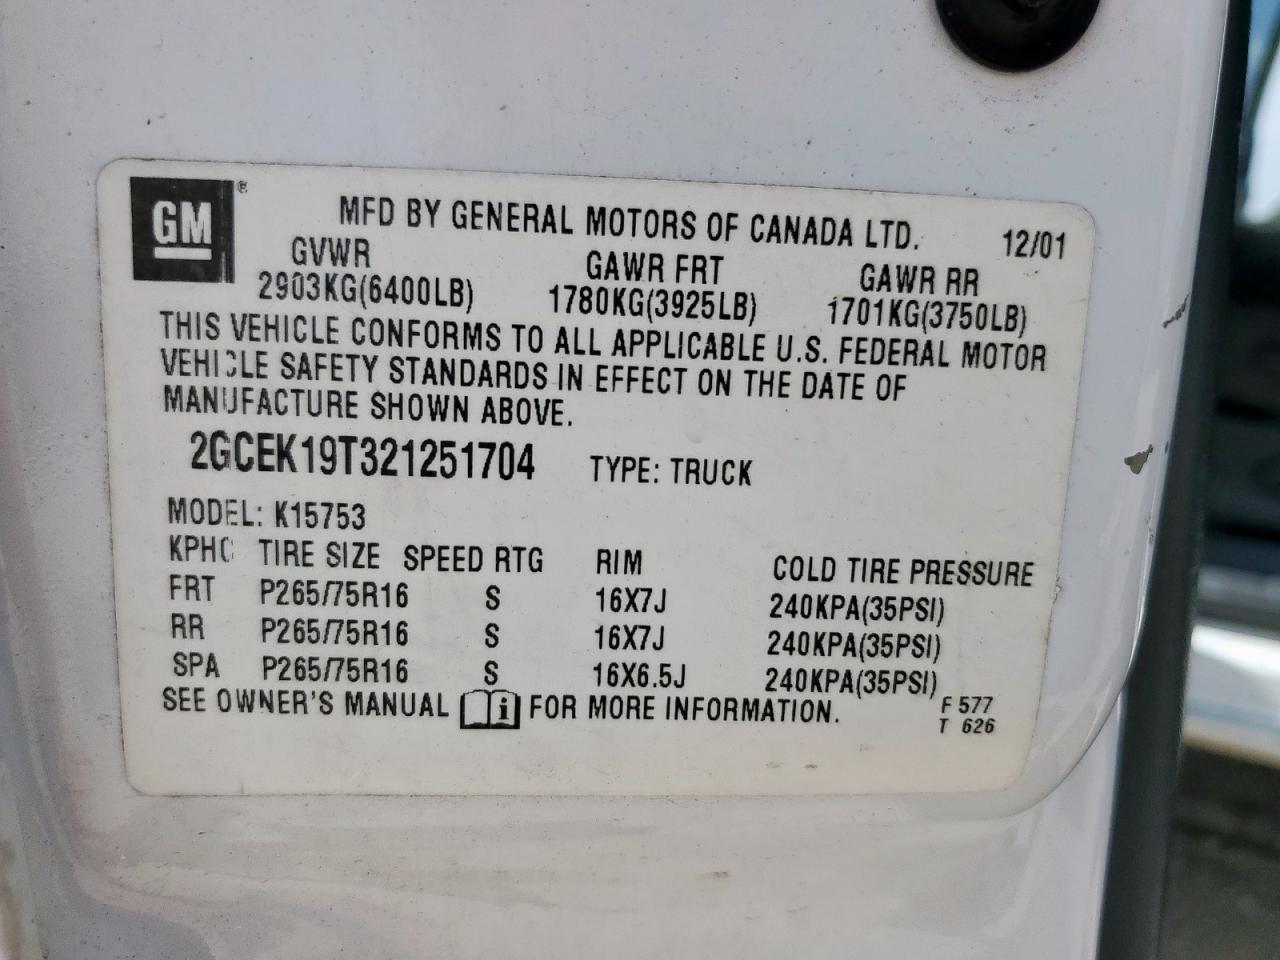 GM®
MFD BY GENERAL MOTORS OF CANADA LTD. 12/01
GVWR GAWR FRT GAWR RR
2903KG(6400LB) 1780KG(3925LB) 1701KG(3750LB)
THIS VEHICLE CONFORMS TO ALL APPLICABLE U.S. FEDERAL MOTOR
VEHICLE SAFETY STANDARDS IN EFFECT ON THE DATE OF
MANUFACTURE SHOWN ABOVE.
2GCEK19T321251704 TYPE: TRUCK
MODEL: K15753
KPHC TIRE SIZE SPEED RTG RIM COLD TIRE PRESSURE
FRT P265/75R16 S 16X7J 240KPA(35PSI)
RR P265/75R16 S 16X7J 240KPA(35PSI)
SPA P265/75R16 S 16X6.5J 240KPA(35PSI)
SEE OWNER'S MANUAL i FOR MORE INFORMATION. F 577
T 626